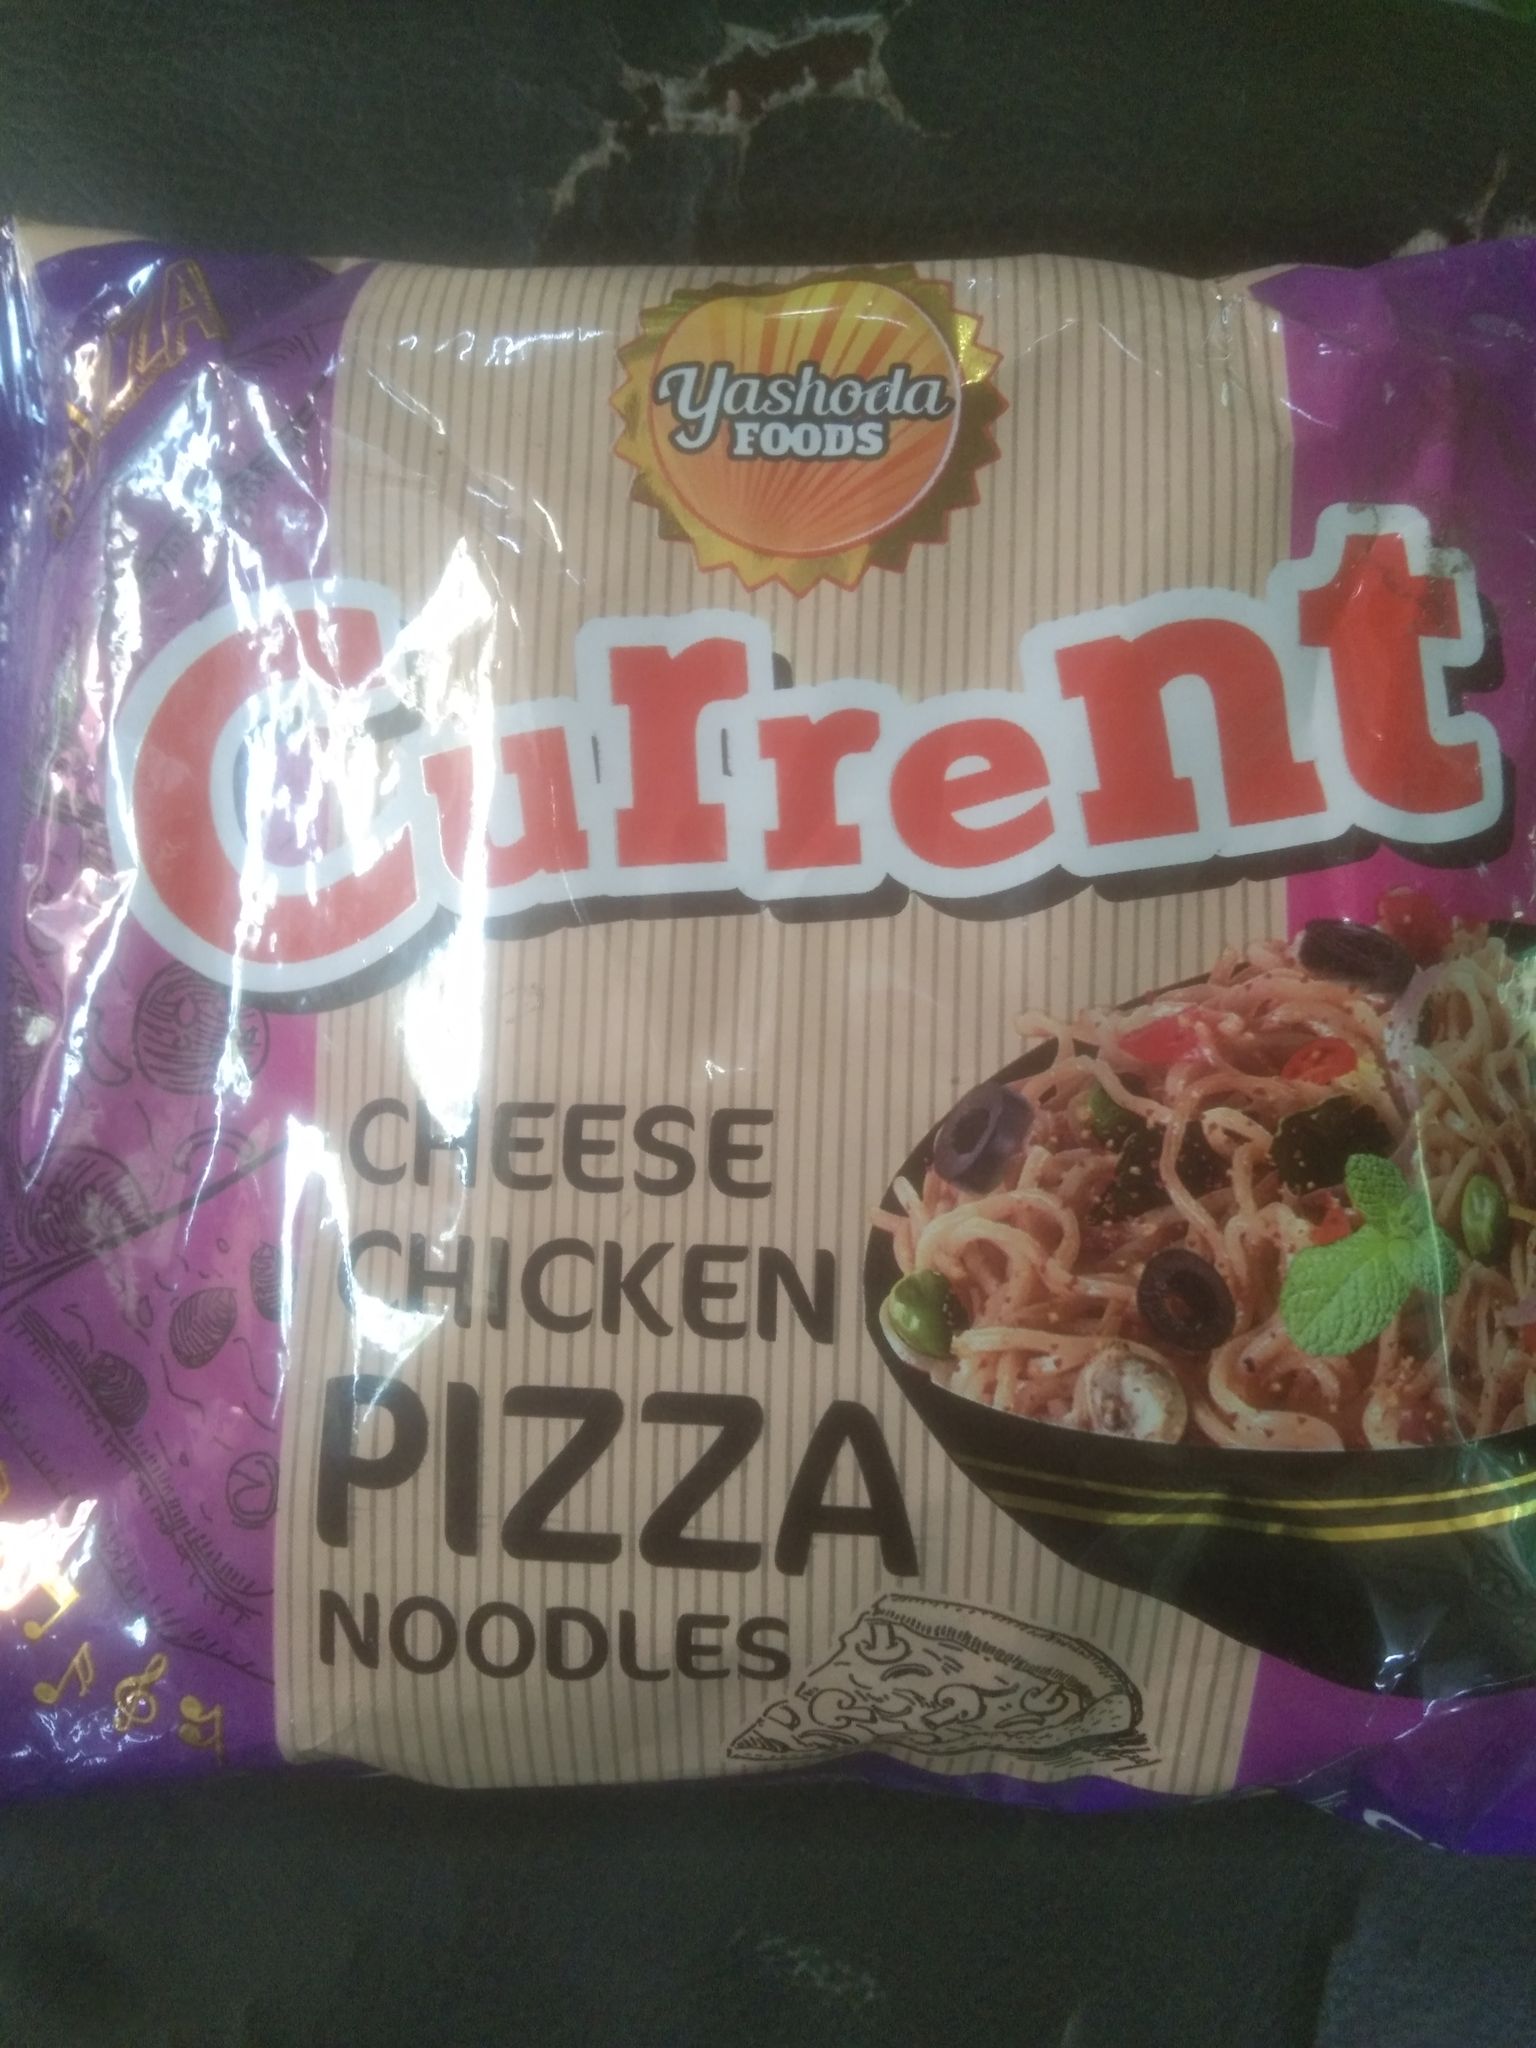 Yashoda
FOODS
Current
CHEESE
CHICKEN
PIZZA
NOODLES